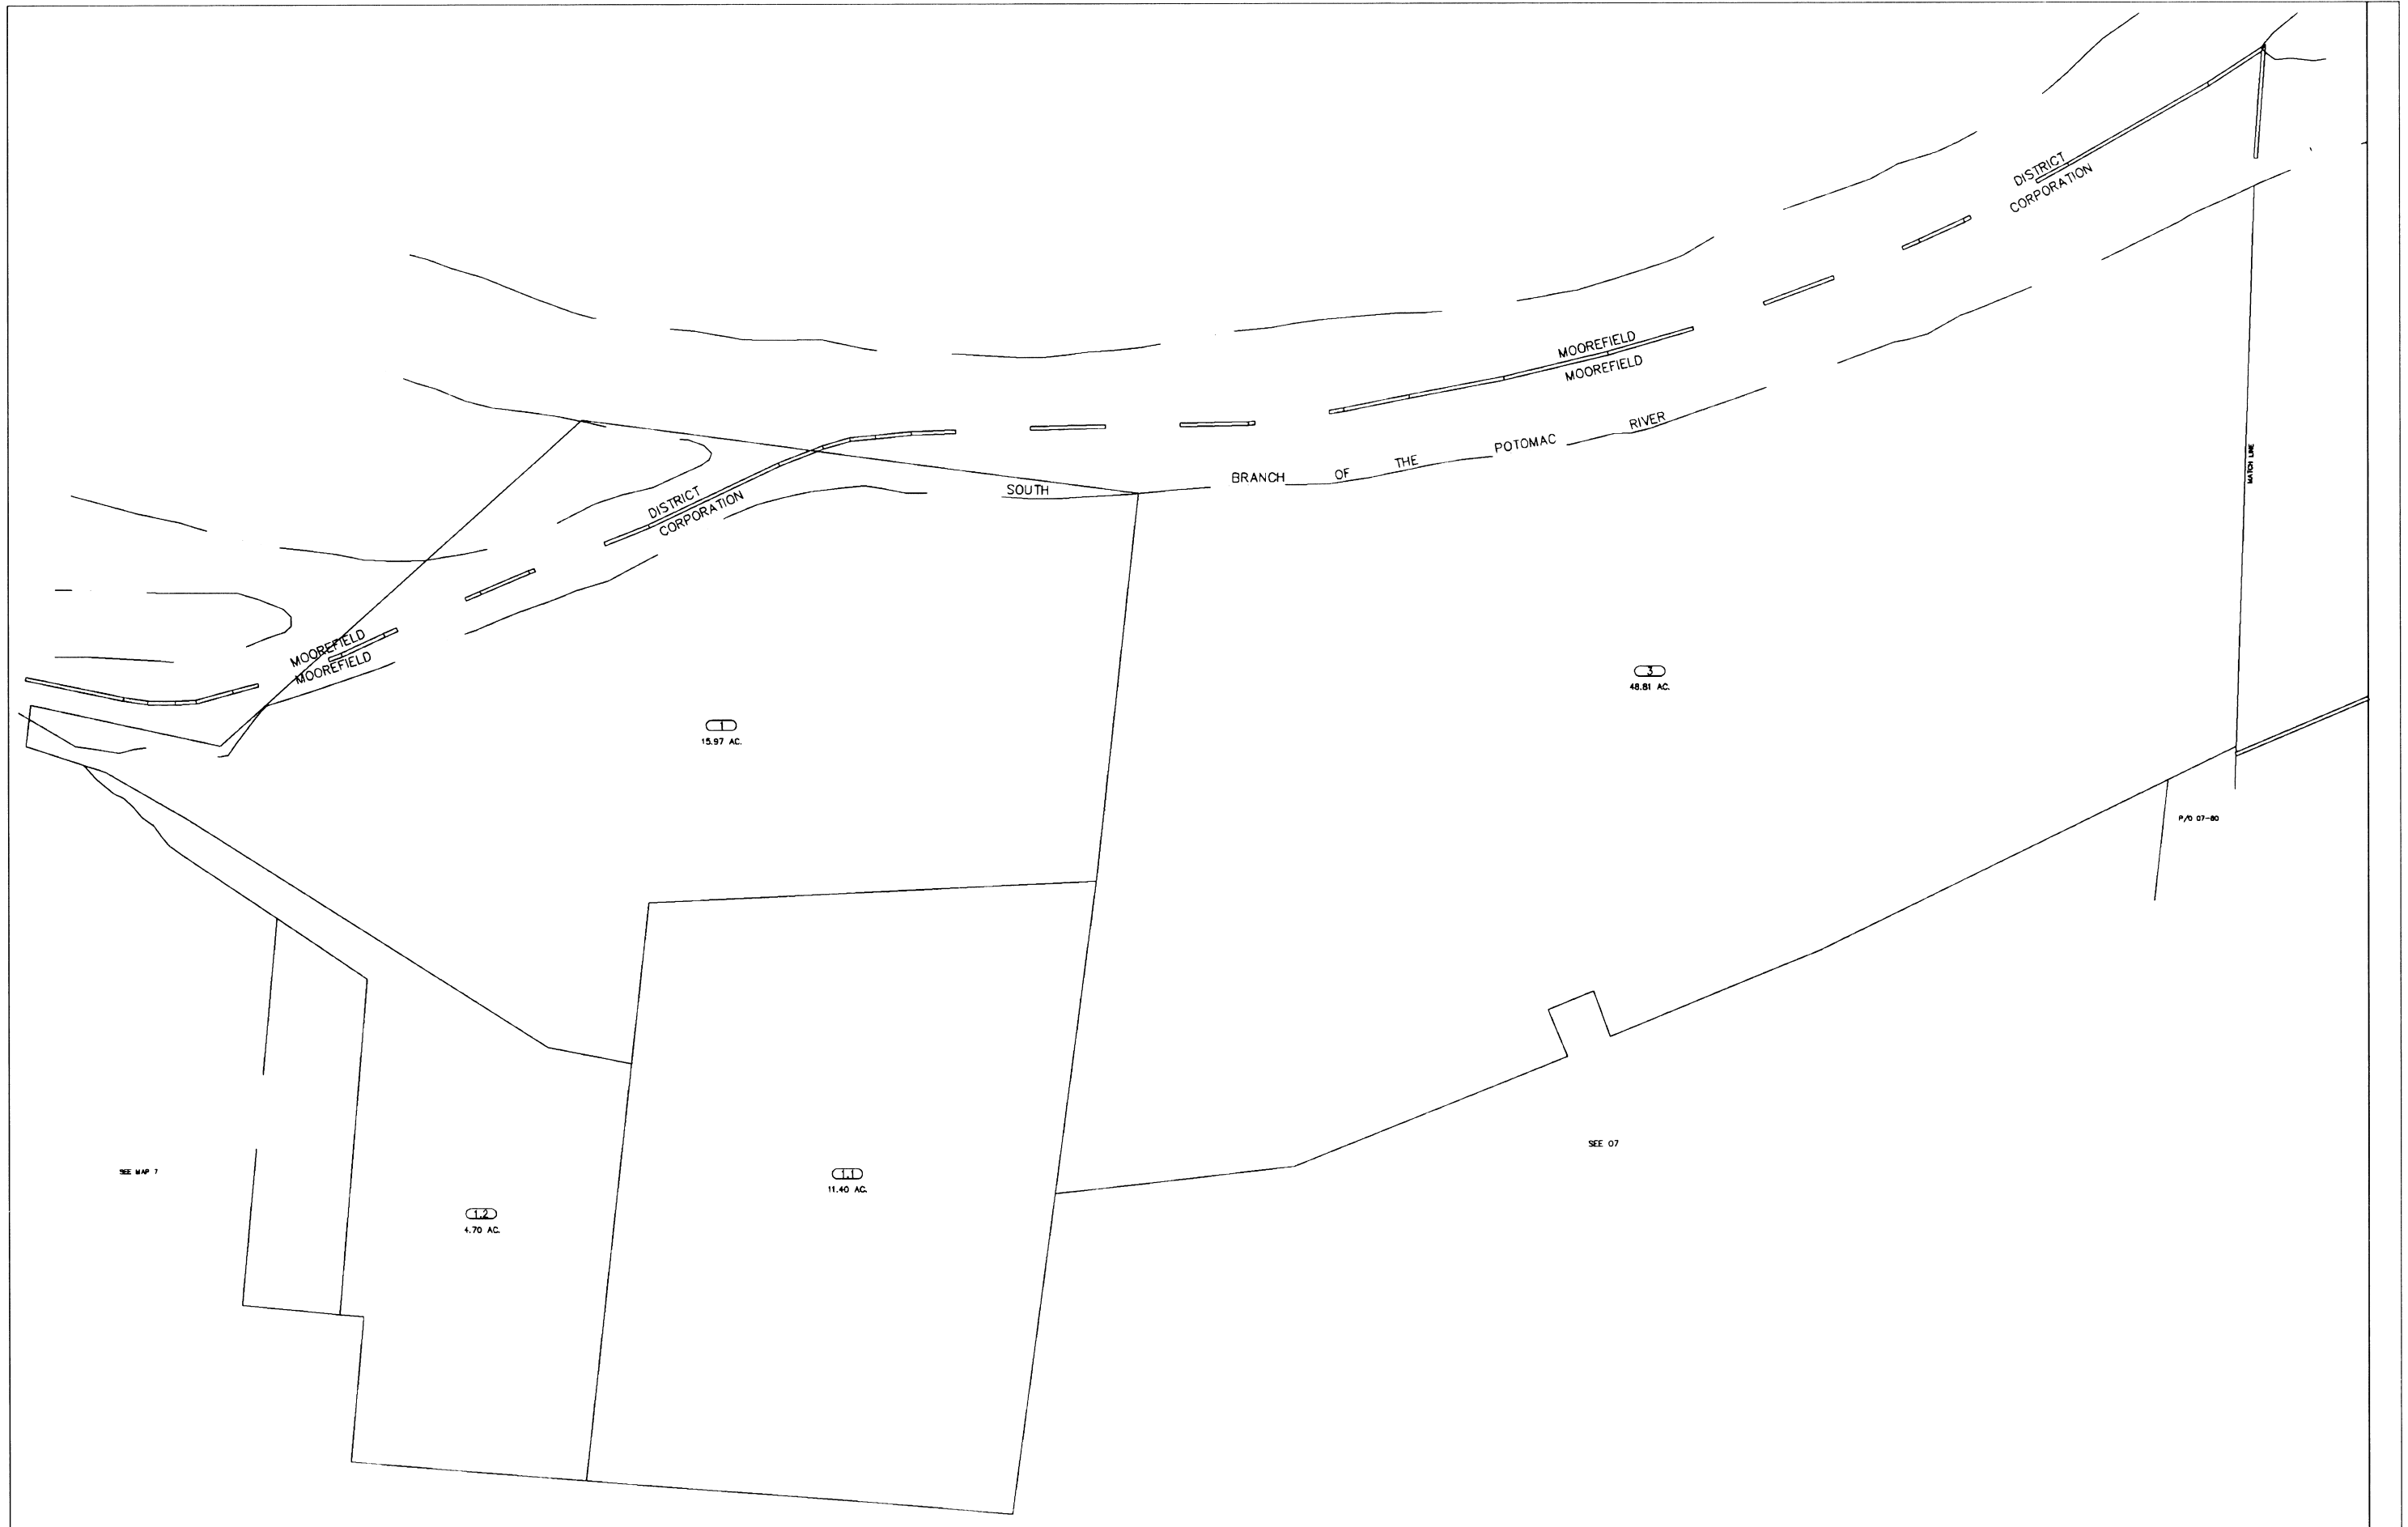 DISTRICT
CORPORATION
MOOREFIELD
MOOREFIELD
SOUTH BRANCH OF THE POTOMAC RIVER
MATCH LINE
DISTRICT
CORPORATION
MOOREFIELD
MOOREFIELD
3
48.81 AC.
1
15.97 AC.
P/O 07-80
SEE 07
SEE MAP 7
1.1
11.40 AC.
1.2
4.70 AC.